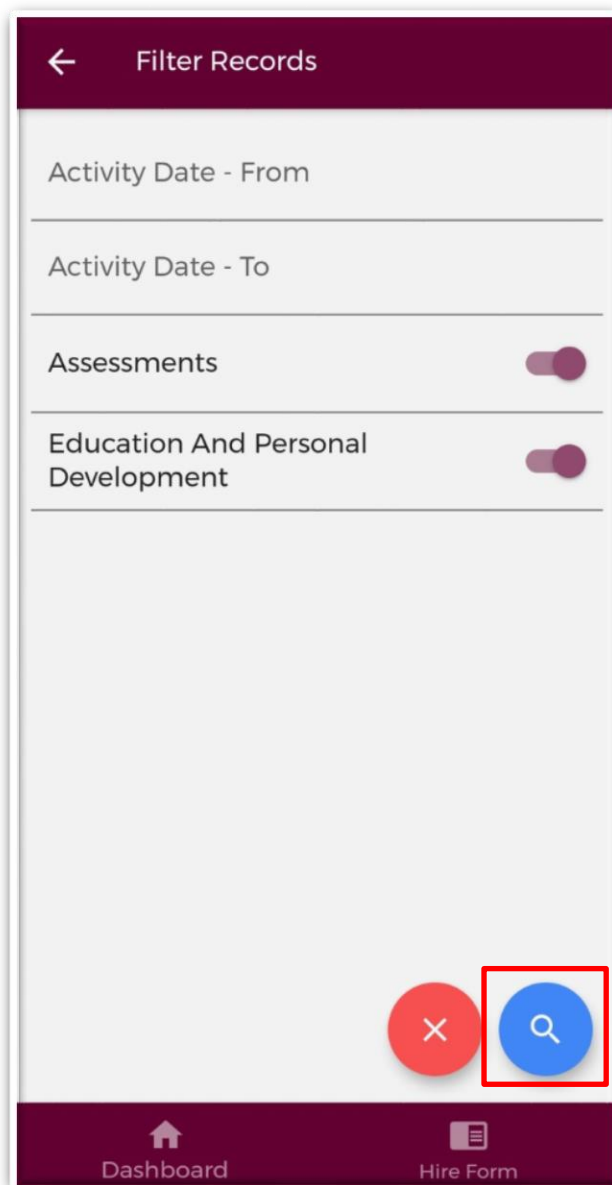 Filter Records
Activity Date - From
Activity Date - To
Assessments
Education And Personal
Development
Dashboard
Hire Form